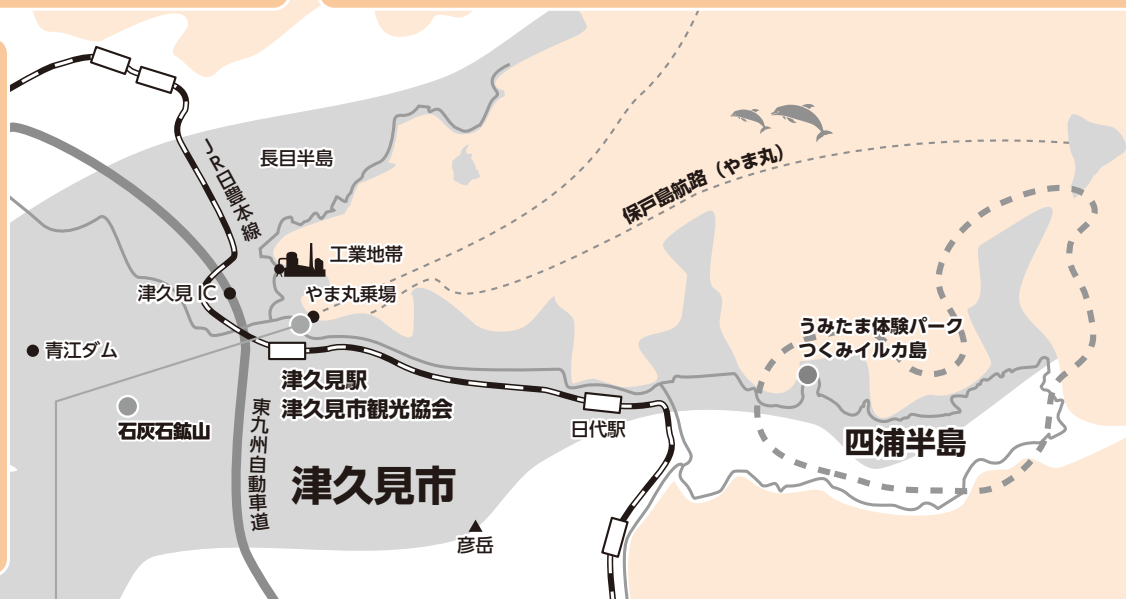 JR日豊本線
長目半島
保戸島航路（やま丸）
工業地帯
津久見IC
やま丸乗場
青江ダム
うみたま体験パーク
つくみイルカ島
津久見駅
津久見市観光協会
石灰石鉱山
東九州自動車道
日代駅
四浦半島
津久見市
彦岳